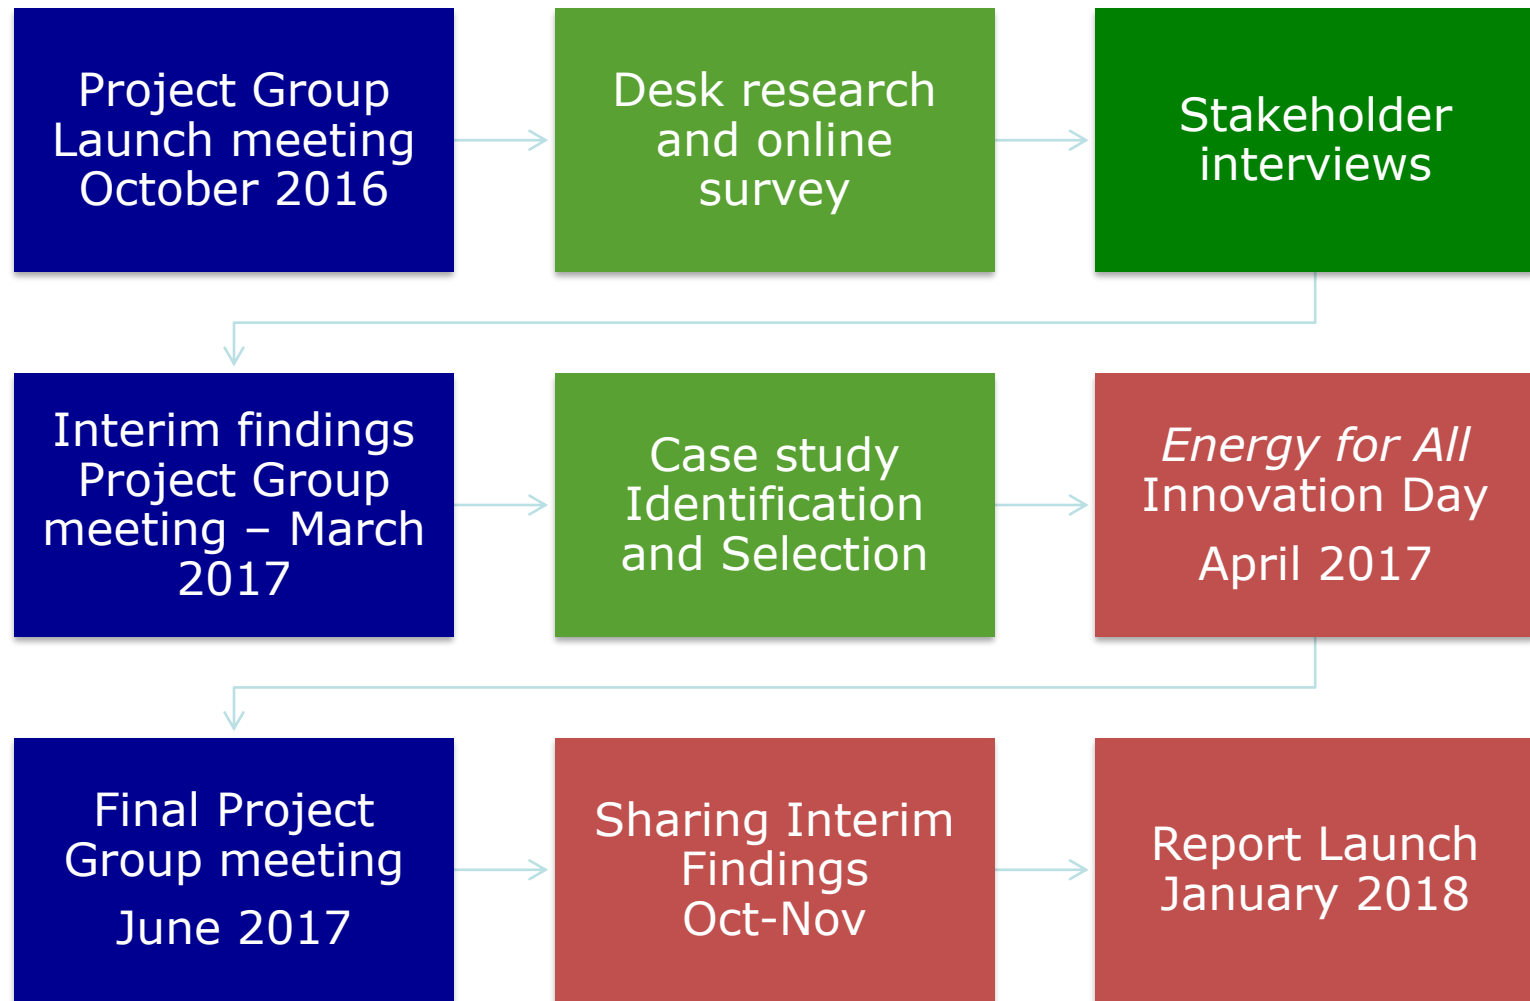 Project Group
Launch meeting
October 2016
Desk research
and online
survey
Stakeholder
interviews
Interim findings
Project Group
meeting – March
2017
Case study
Identification
and Selection
Energy for All
Innovation Day
April 2017
Final Project
Group meeting
June 2017
Sharing Interim
Findings
Oct-Nov
Report Launch
January 2018